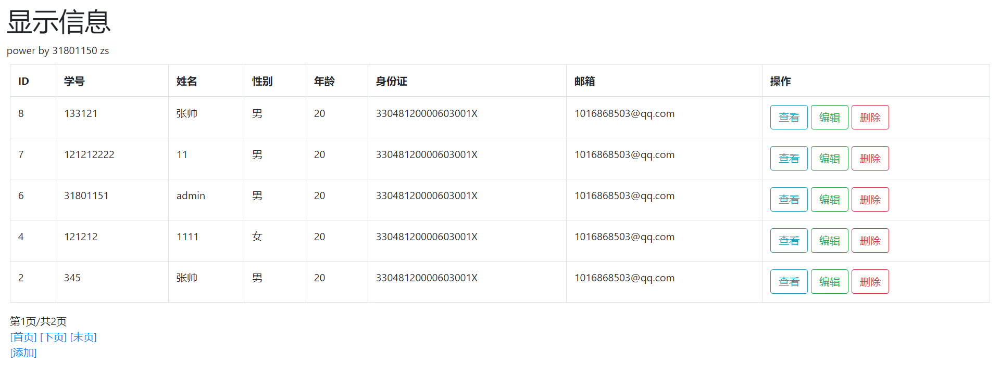 显示信息
power by 31801150 zs
ID 学号 姓名 性别 年龄 身份证 邮箱 操作
8 133121 张帅 男 20 33048120000603001X 1016868503@qq.com 查看 编辑 删除
7 121212222 11 男 20 33048120000603001X 1016868503@qq.com 查看 编辑 删除
6 31801151 admin 男 20 33048120000603001X 1016868503@qq.com 查看 编辑 删除
4 121212 1111 女 20 33048120000603001X 1016868503@qq.com 查看 编辑 删除
2 345 张帅 男 20 33048120000603001X 1016868503@qq.com 查看 编辑 删除
第1页/共2页
[首页] [下页] [末页]
[添加]